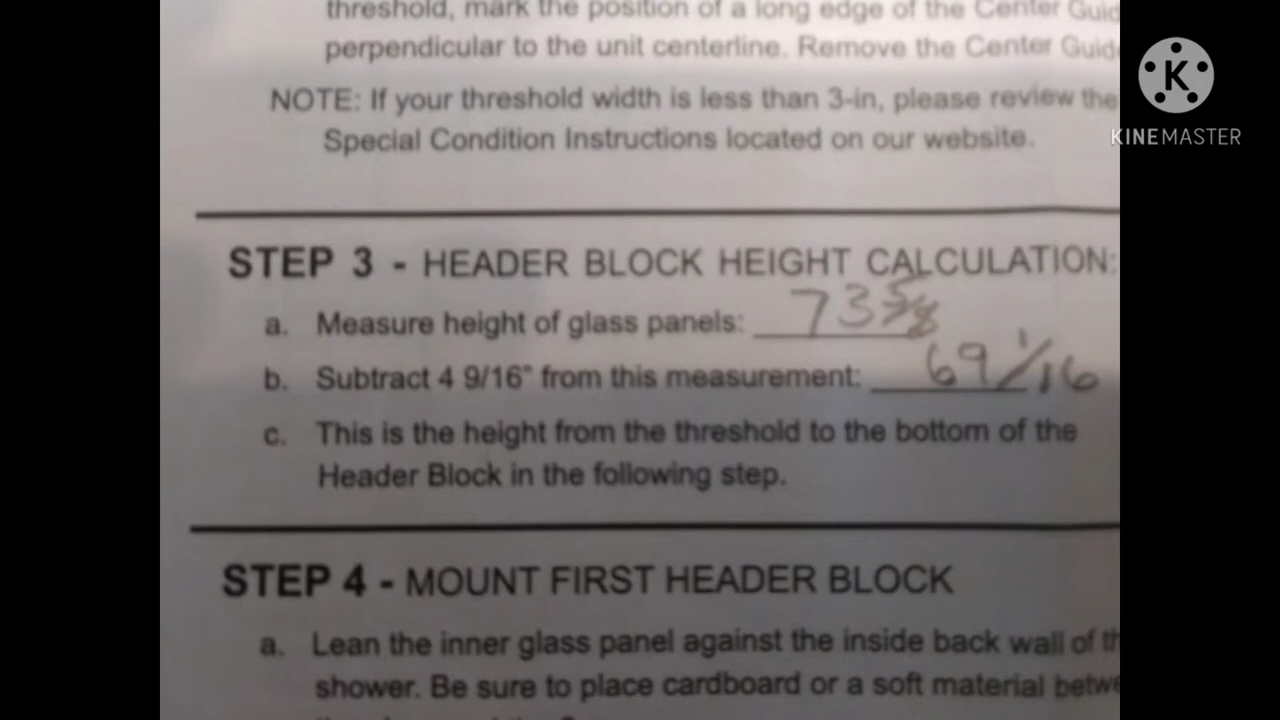 threshold, mark the position of a long edge of the Center Guid
perpendicular to the unit centerline. Remove the Center Guid
NOTE: If your threshold width is less than 3-in, please review the
Special Condition Instructions located on our website.
STEP 3 - HEADER BLOCK HEIGHT CALCULATION:
a. Measure height of glass panels: 73 5/8
b. Subtract 4 9/16" from this measurement: 69 1/16
c. This is the height from the threshold to the bottom of the
Header Block in the following step.
STEP 4 - MOUNT FIRST HEADER BLOCK
a. Lean the inner glass panel against the inside back wall of th
shower. Be sure to place cardboard or a soft material betwe
K
KINEMASTER